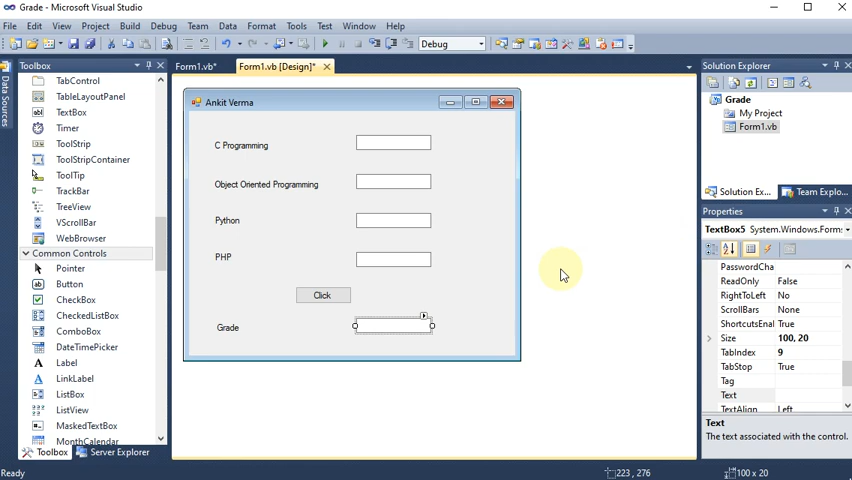 Grade - Microsoft Visual Studio
File Edit View Project Build Debug Team Data Format Tools Test Window Help
Debug
Data Sources
Toolbox
TabControl
TableLayoutPanel
TextBox
Timer
ToolStrip
ToolStripContainer
ToolTip
TrackBar
TreeView
VScrollBar
WebBrowser
Common Controls
Pointer
Button
CheckBox
CheckedListBox
ComboBox
DateTimePicker
Label
LinkLabel
ListBox
ListView
MaskedTextBox
MonthCalendar
Toolbox Server Explorer
Form1.vb* Form1.vb [Design]*
Ankit Verma
C Programming
Object Oriented Programming
Python
PHP
Click
Grade
Solution Explorer
Grade
My Project
Form1.vb
Solution Ex... Team Explo...
Properties
TextBox5 System.Windows.Form:
PasswordCha
ReadOnly False
RightToLeft No
ScrollBars None
ShortcutsEnal True
Size 100, 20
TabIndex 9
TabStop True
Tag
Text
TextAlign Left
Text
The text associated with the control.
Ready 223 , 276 100 x 20